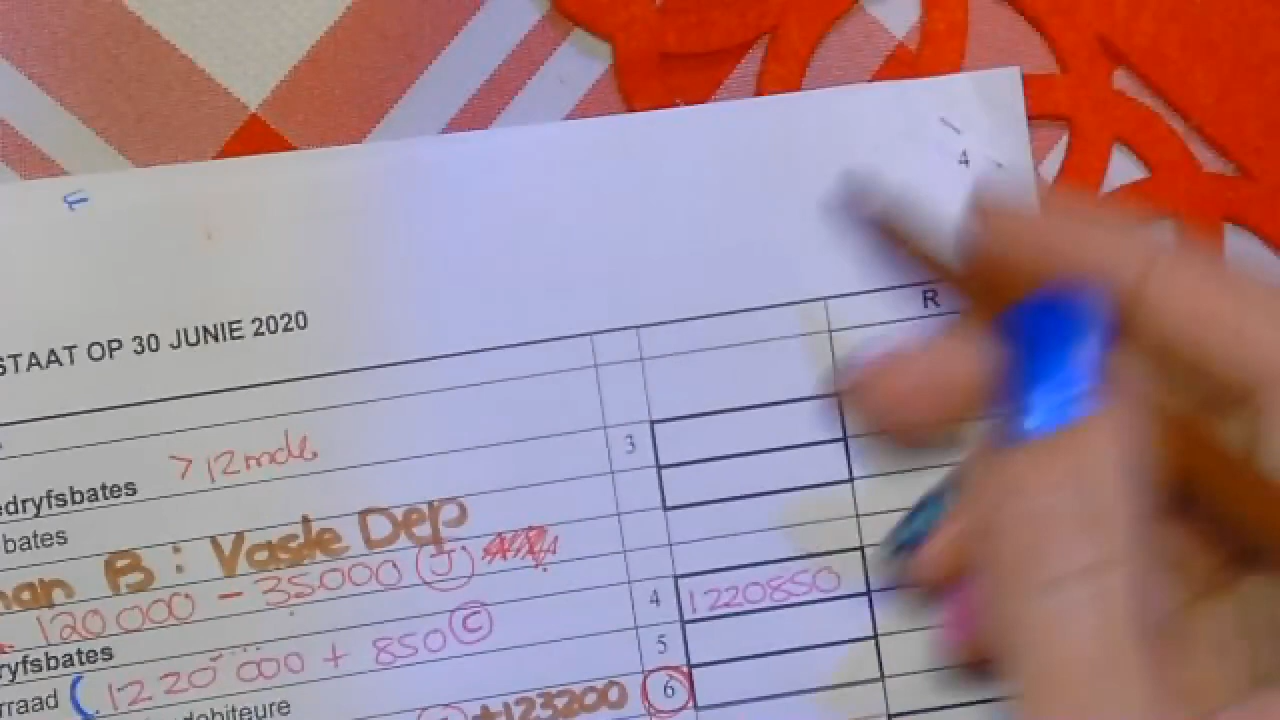 4
STAAT OP 30 JUNIE 2020
R
edryfsbates > 12 mde 3
bates
B : Vaste Dep
120 000 - 35000 (J)
ryfsbates 4 1220850
rraad (1220 000 + 850 (C) 5
debiteure +123200 6